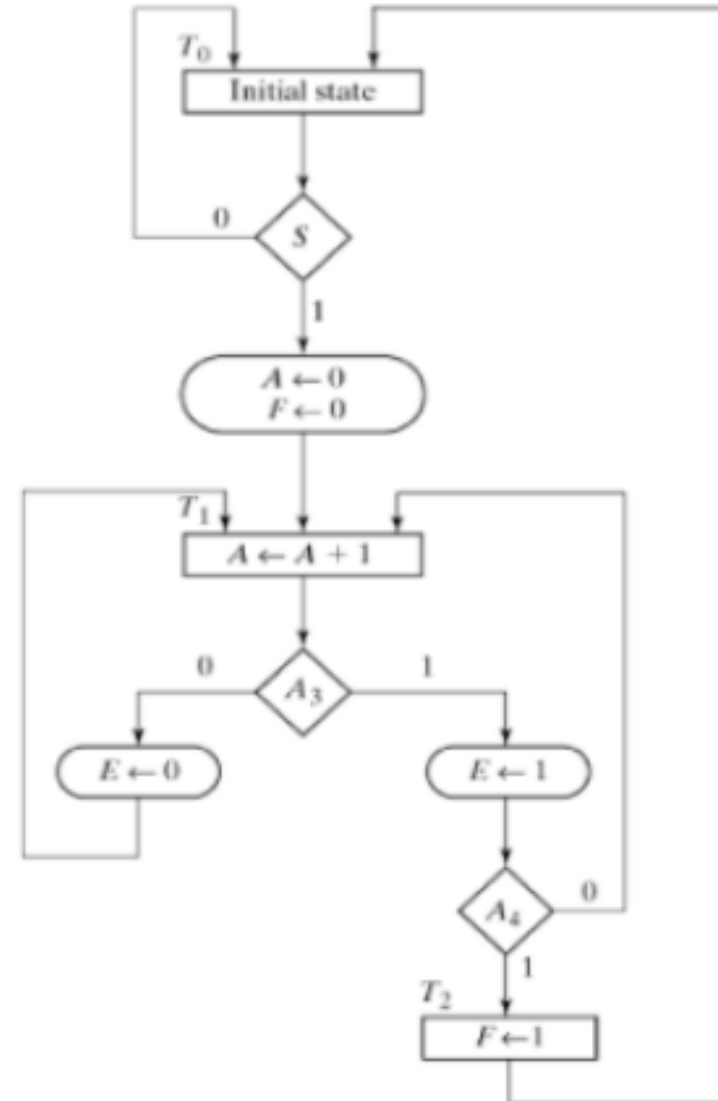 T₀
Initial state
0
S
1
A ← 0
F ← 0
T₁
A ← A + 1
0
A₃
1
E ← 0
E ← 1
A₄
0
1
T₂
F ← 1